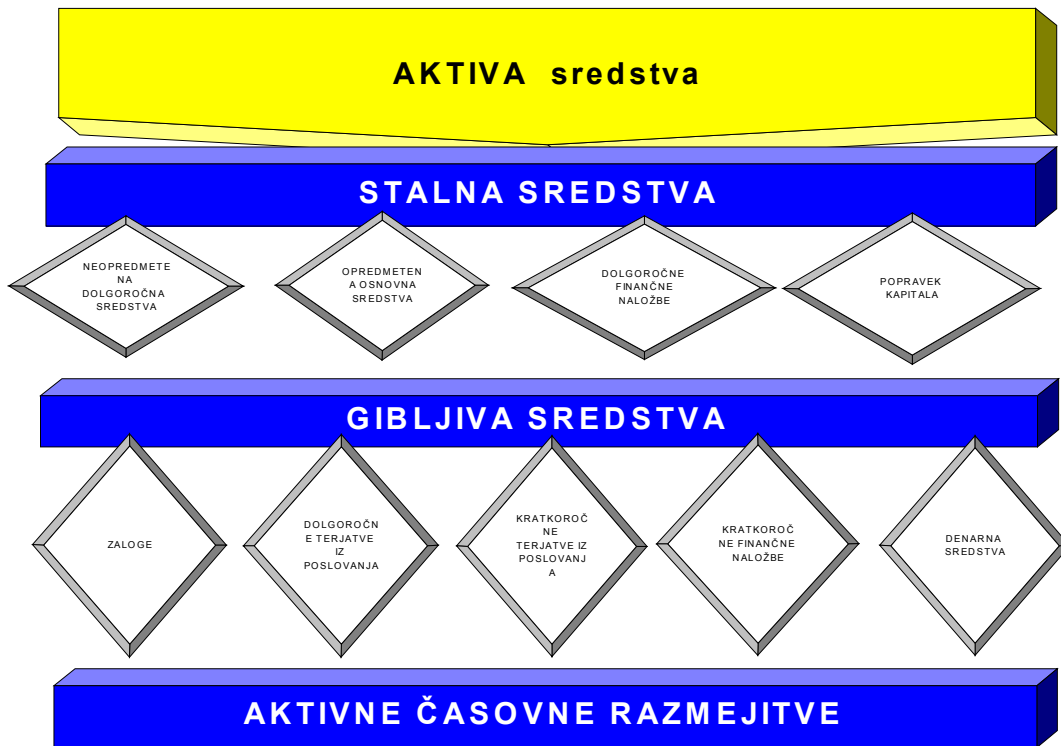 AKTIVA sredstva
STALNA SREDSTVA
NEOPREDMETE
NA
DOLGOROČNA
SREDSTVA
OPREDMETEN
A OSNOVNA
SREDSTVA
DOLGOROČNE
FINANČNE
NALOŽBE
POPRAVEK
KAPITALA
GIBLJIVA SREDSTVA
ZALOGE
DOLGOROČN
E TERJATVE
IZ
POSLOVANJA
KRATKOROČ
NE
TERJATVE IZ
POSLOVANJ
A
KRATKOROČ
NE FINANČNE
NALOŽBE
DENARNA
SREDSTVA
AKTIVNE ČASOVNE RAZMEJITVE